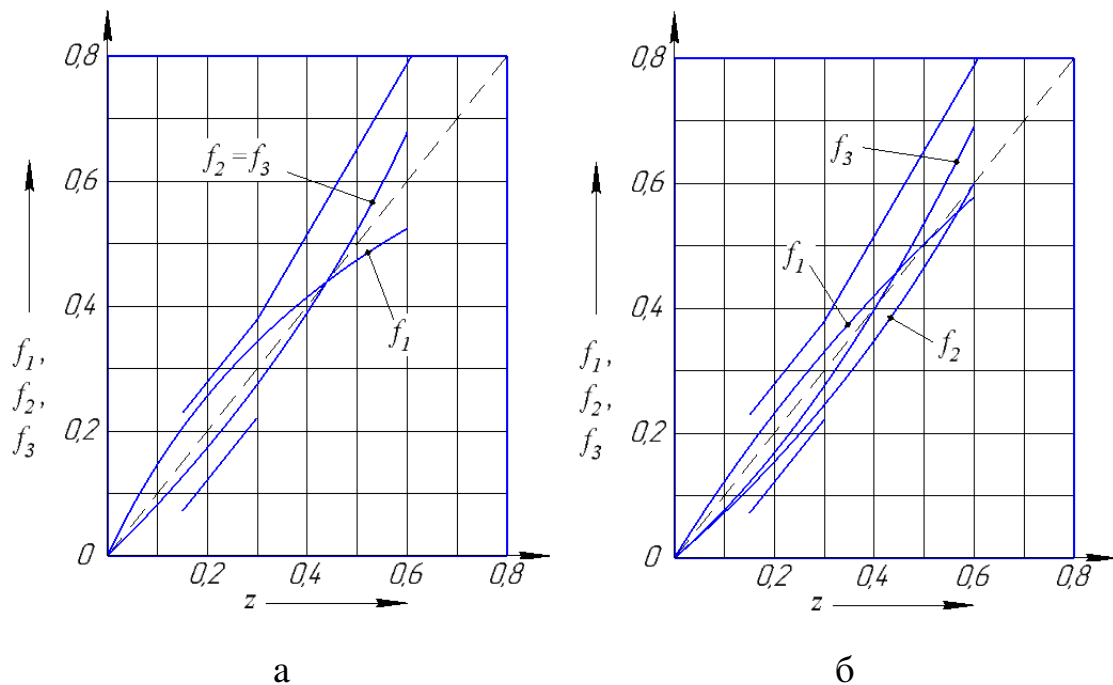 0,8
f₂ = f₃
0,6
0,4
f₁
f₁,
f₂,
f₃
0,2
0
0,2 0,4 0,6 0,8
z
а
0,8
f₃
0,6
f₁
0,4
f₂
f₁,
f₂,
f₃
0,2
0
0,2 0,4 0,6 0,8
z
б